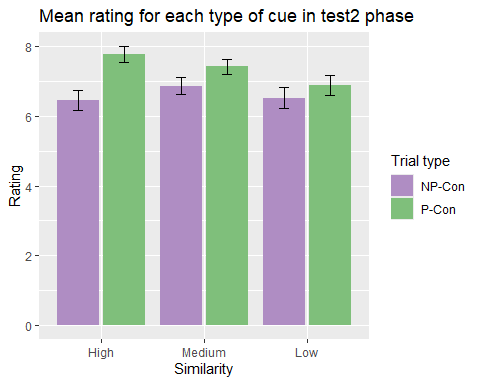 Mean rating for each type of cue in test2 phase
Rating
8
6
4
2
0
High Medium Low
Similarity
Trial type
NP-Con
P-Con